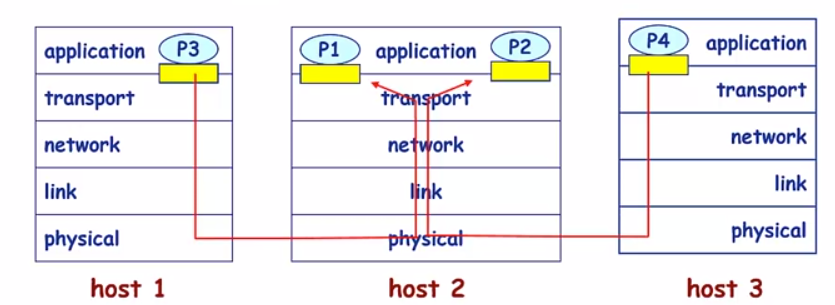 application P3
transport
network
link
physical
host 1
P1 application P2
transport
network
link
physical
host 2
P4 application
transport
network
link
physical
host 3